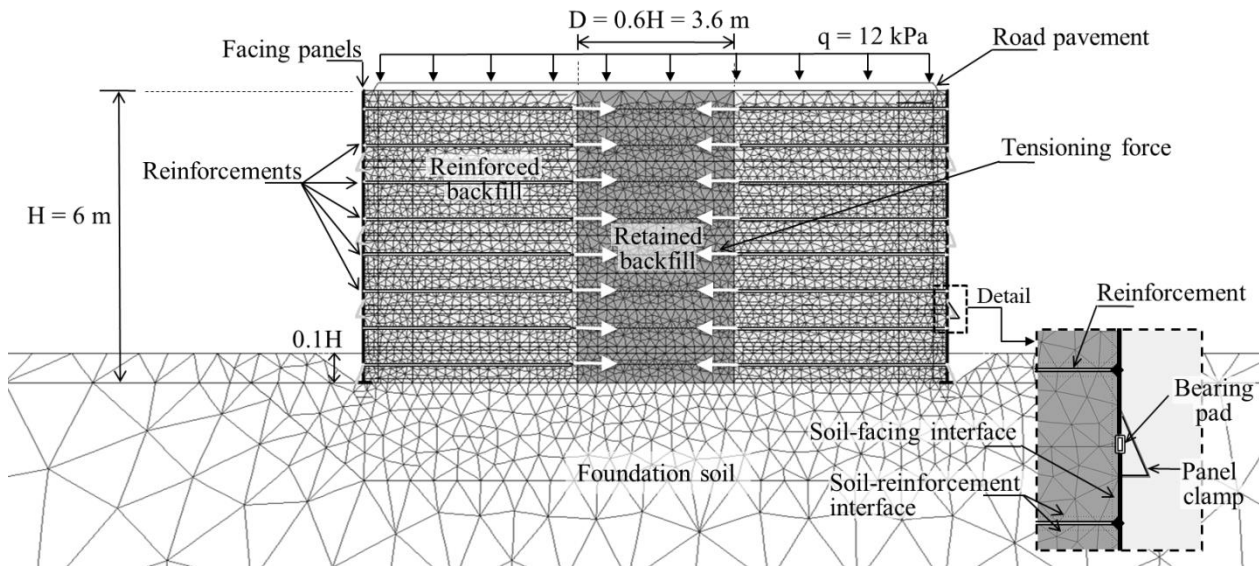 D = 0.6H = 3.6 m
Facing panels
q = 12 kPa
Road pavement
Reinforcements
Reinforced
backfill
Tensioning force
H = 6 m
Retained
backfill
Detail
Reinforcement
0.1H
Bearing
pad
Soil-facing interface
Foundation soil
Panel
clamp
Soil-reinforcement
interface